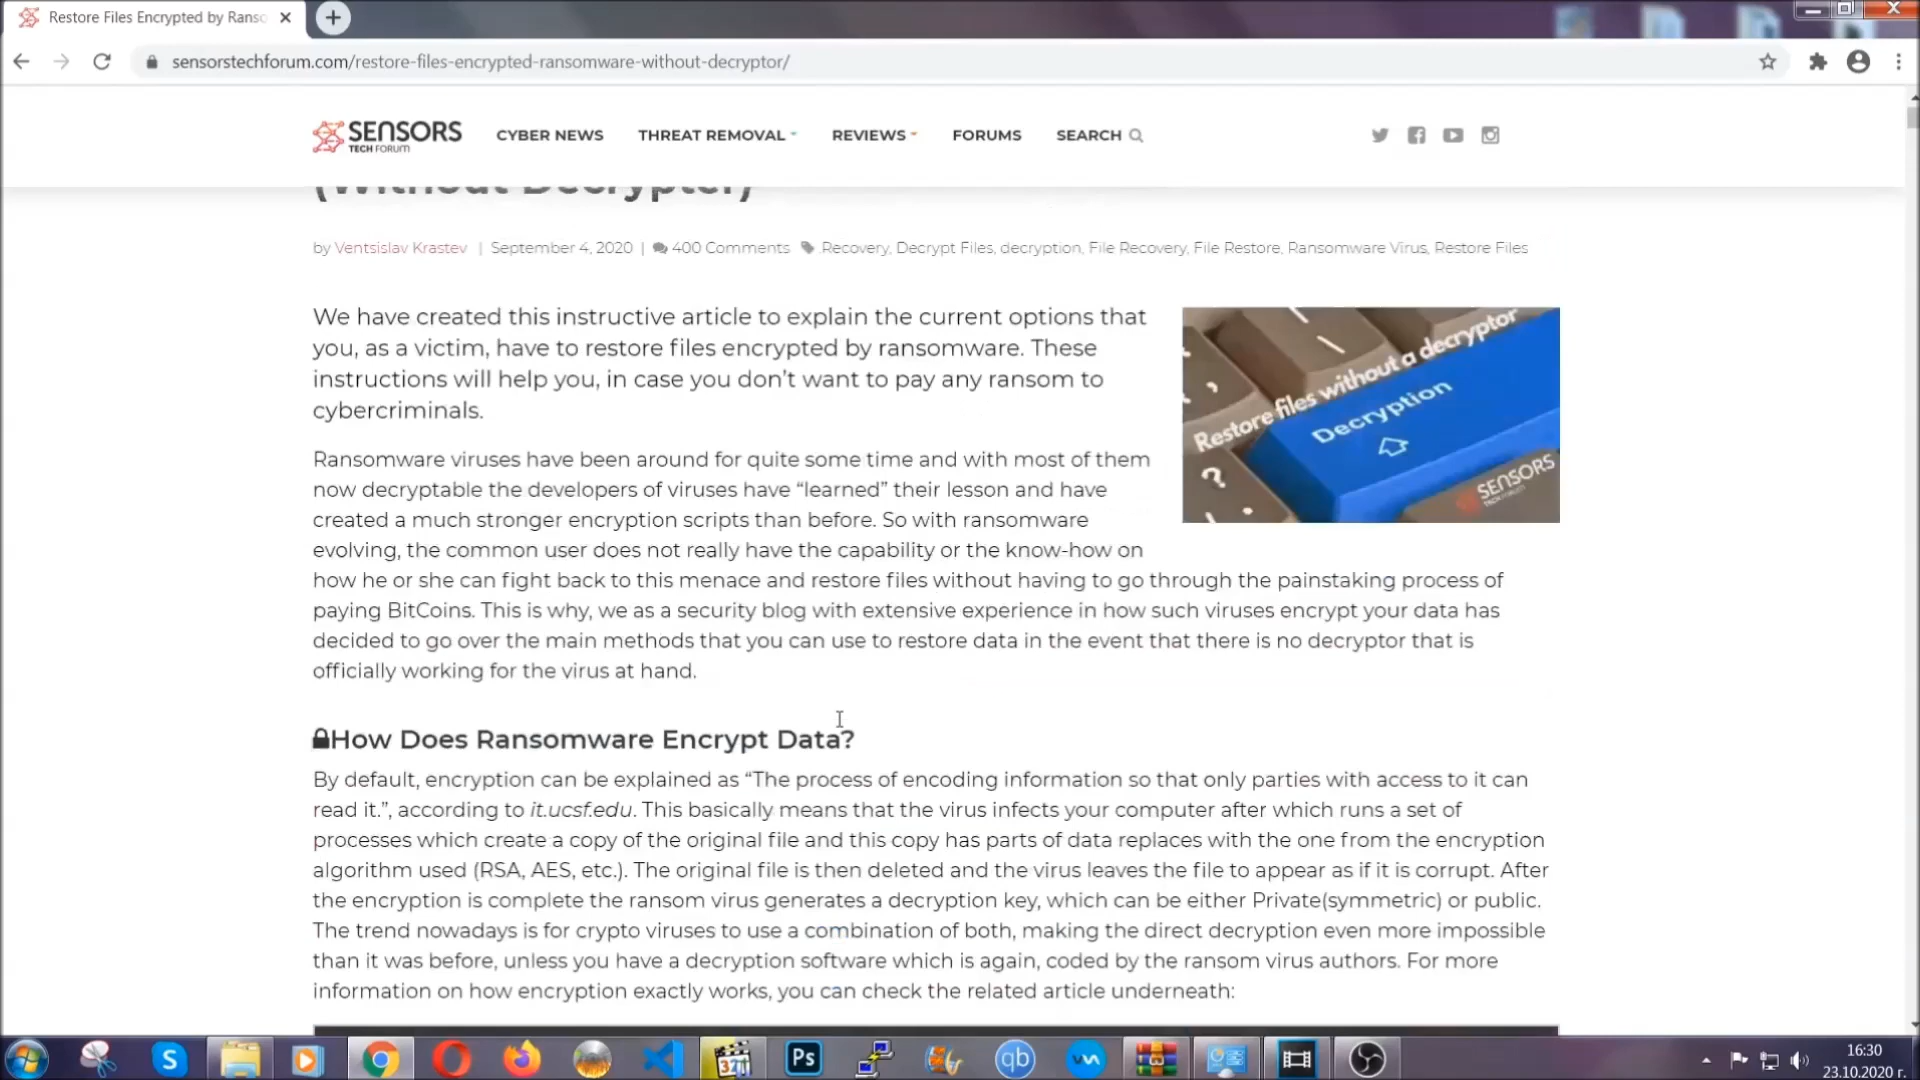 Restore Files Encrypted by Ranso
sensorstechforum.com/restore-files-encrypted-ransomware-without-decryptor/
SENSORS
TECH FORUM
CYBER NEWS THREAT REMOVAL REVIEWS FORUMS SEARCH
(Without Decrypter)
by Ventsislav Krastev | September 4, 2020 | 400 Comments Recovery, Decrypt Files, decryption, File Recovery, File Restore, Ransomware Virus, Restore Files
We have created this instructive article to explain the current options that
you, as a victim, have to restore files encrypted by ransomware. These
instructions will help you, in case you don’t want to pay any ransom to
cybercriminals.
Restore files without a decryptor
Decryption
SENSORS
Ransomware viruses have been around for quite some time and with most of them
now decryptable the developers of viruses have “learned” their lesson and have
created a much stronger encryption scripts than before. So with ransomware
evolving, the common user does not really have the capability or the know-how on
how he or she can fight back to this menace and restore files without having to go through the painstaking process of
paying BitCoins. This is why, we as a security blog with extensive experience in how such viruses encrypt your data has
decided to go over the main methods that you can use to restore data in the event that there is no decryptor that is
officially working for the virus at hand.
How Does Ransomware Encrypt Data?
By default, encryption can be explained as “The process of encoding information so that only parties with access to it can
read it.”, according to it.ucsf.edu. This basically means that the virus infects your computer after which runs a set of
processes which create a copy of the original file and this copy has parts of data replaces with the one from the encryption
algorithm used (RSA, AES, etc.). The original file is then deleted and the virus leaves the file to appear as if it is corrupt. After
the encryption is complete the ransom virus generates a decryption key, which can be either Private(symmetric) or public.
The trend nowadays is for crypto viruses to use a combination of both, making the direct decryption even more impossible
than it was before, unless you have a decryption software which is again, coded by the ransom virus authors. For more
information on how encryption exactly works, you can check the related article underneath:
S
321
Ps
qb
16:30
23.10.2020 г.